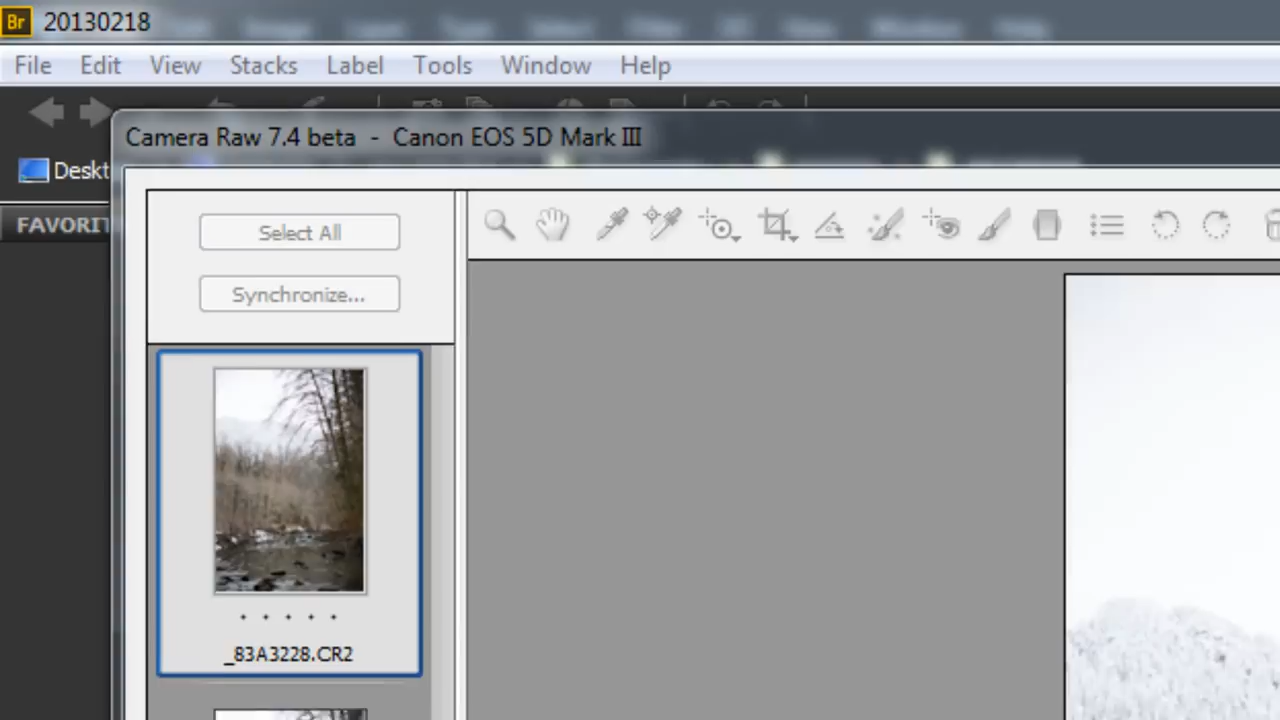 Br 20130218
File Edit View Stacks Label Tools Window Help
Camera Raw 7.4 beta - Canon EOS 5D Mark III
Deskt
FAVORIT
Select All
Synchronize...
_83A3228.CR2